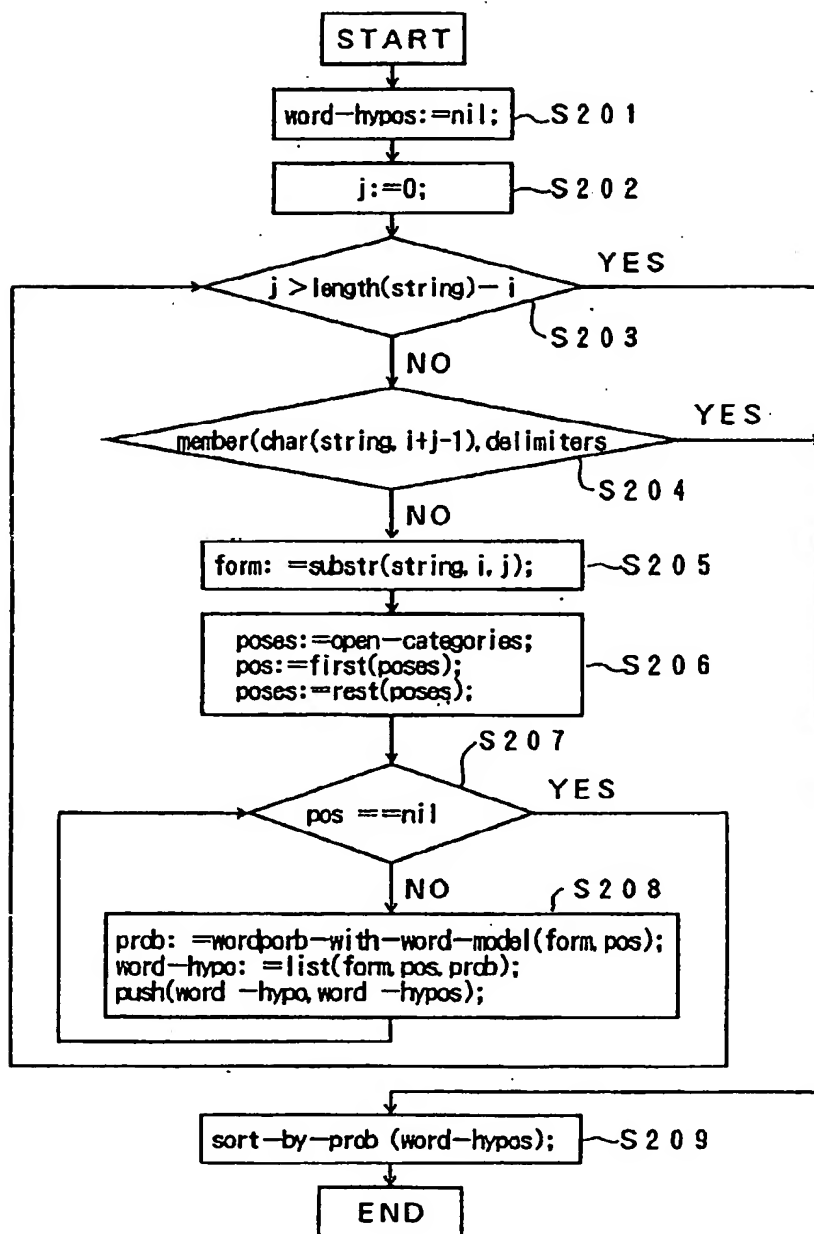 START
word-hypos:=nil;
S201
j:=0;
S202
j>length(string)-i
YES
S203
NO
member(char(string, i+j-1), delimiters
YES
S204
NO
form: =substr(string, i, j);
S205
poses:=open-categories;
pos:=first(poses);
poses:=rest(poses);
S206
S207
pos ==nil
YES
NO
S208
prob: =wordporb-with-word-model(form, pos);
word-hypo: =list(form, pos, prob);
push(word -hypo, word -hypos);
sort-by-prob (word-hypos);
S209
END